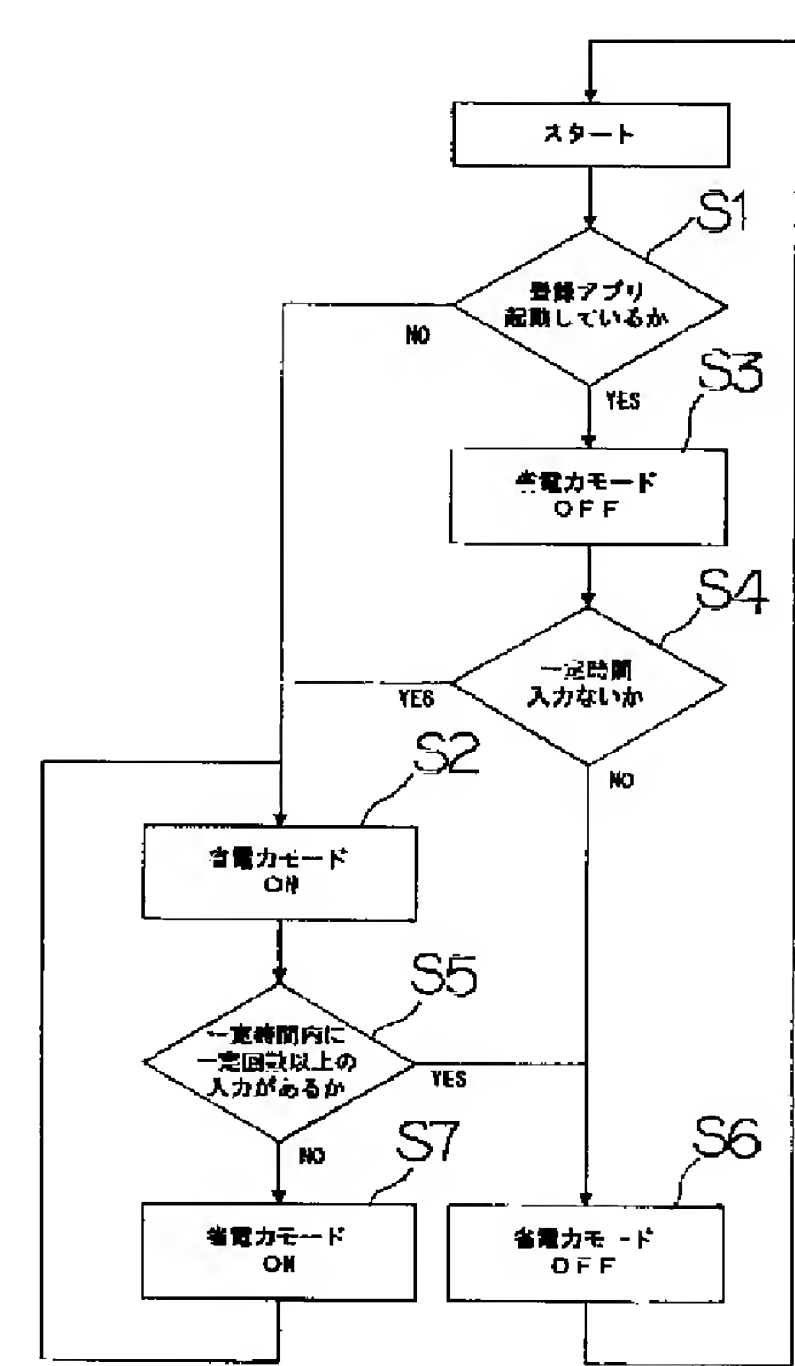 スタート
S1
登録アプリ
起動しているか
NO
YES
S3
省電力モード
OFF
S4
一定時間
入力ないか
YES
NO
S2
省電力モード
ON
S5
一定時間内に
一定回数以上の
入力があるか
YES
NO
S7
省電力モード
ON
S6
省電力モード
OFF